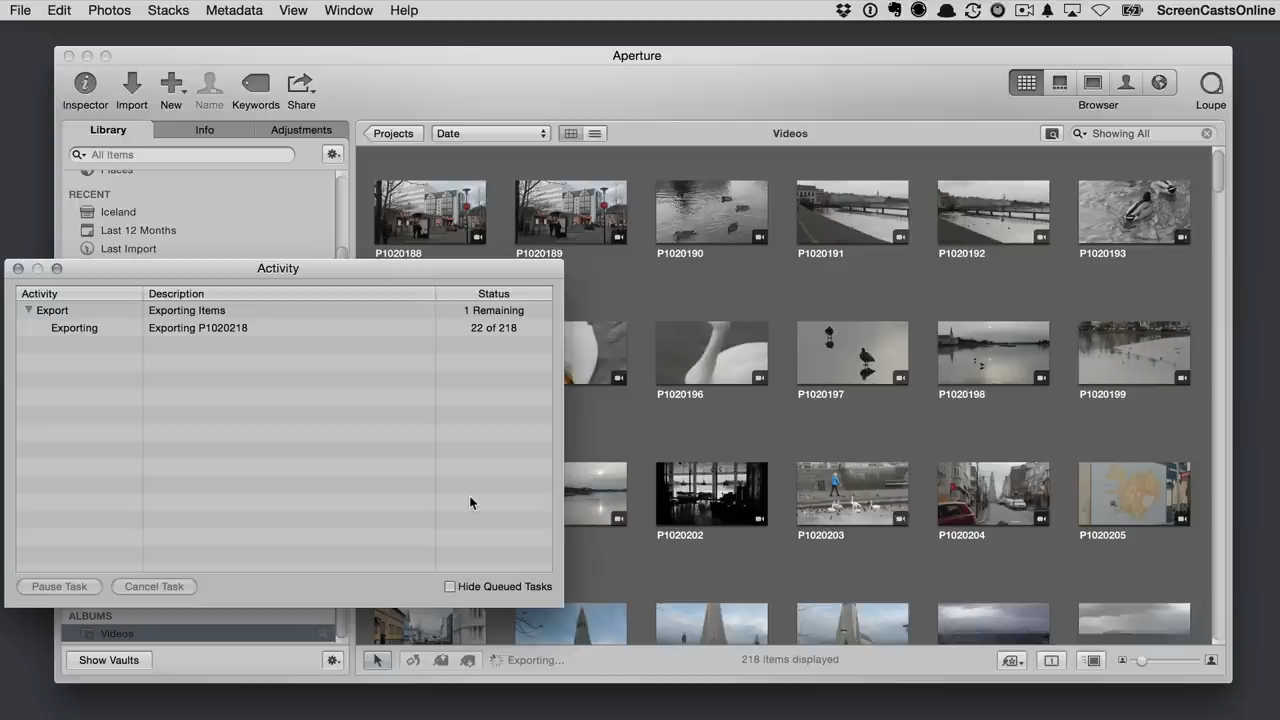 File Edit Photos Stacks Metadata View Window Help ScreenCastsOnline
Aperture
Inspector Import New Name Keywords Share Browser Loupe
Library Info Adjustments
Projects Date Videos Showing All
All Items
Places
RECENT
Iceland
Last 12 Months
Last Import
P1020188 P1020189 P1020190 P1020191 P1020192 P1020193
Activity
Activity Description Status
Export Exporting Items 1 Remaining
Exporting Exporting P1020218 22 of 218
P1020196 P1020197 P1020198 P1020199
P1020202 P1020203 P1020204 P1020205
Pause Task Cancel Task Hide Queued Tasks
ALBUMS
Videos
Show Vaults Exporting... 218 items displayed